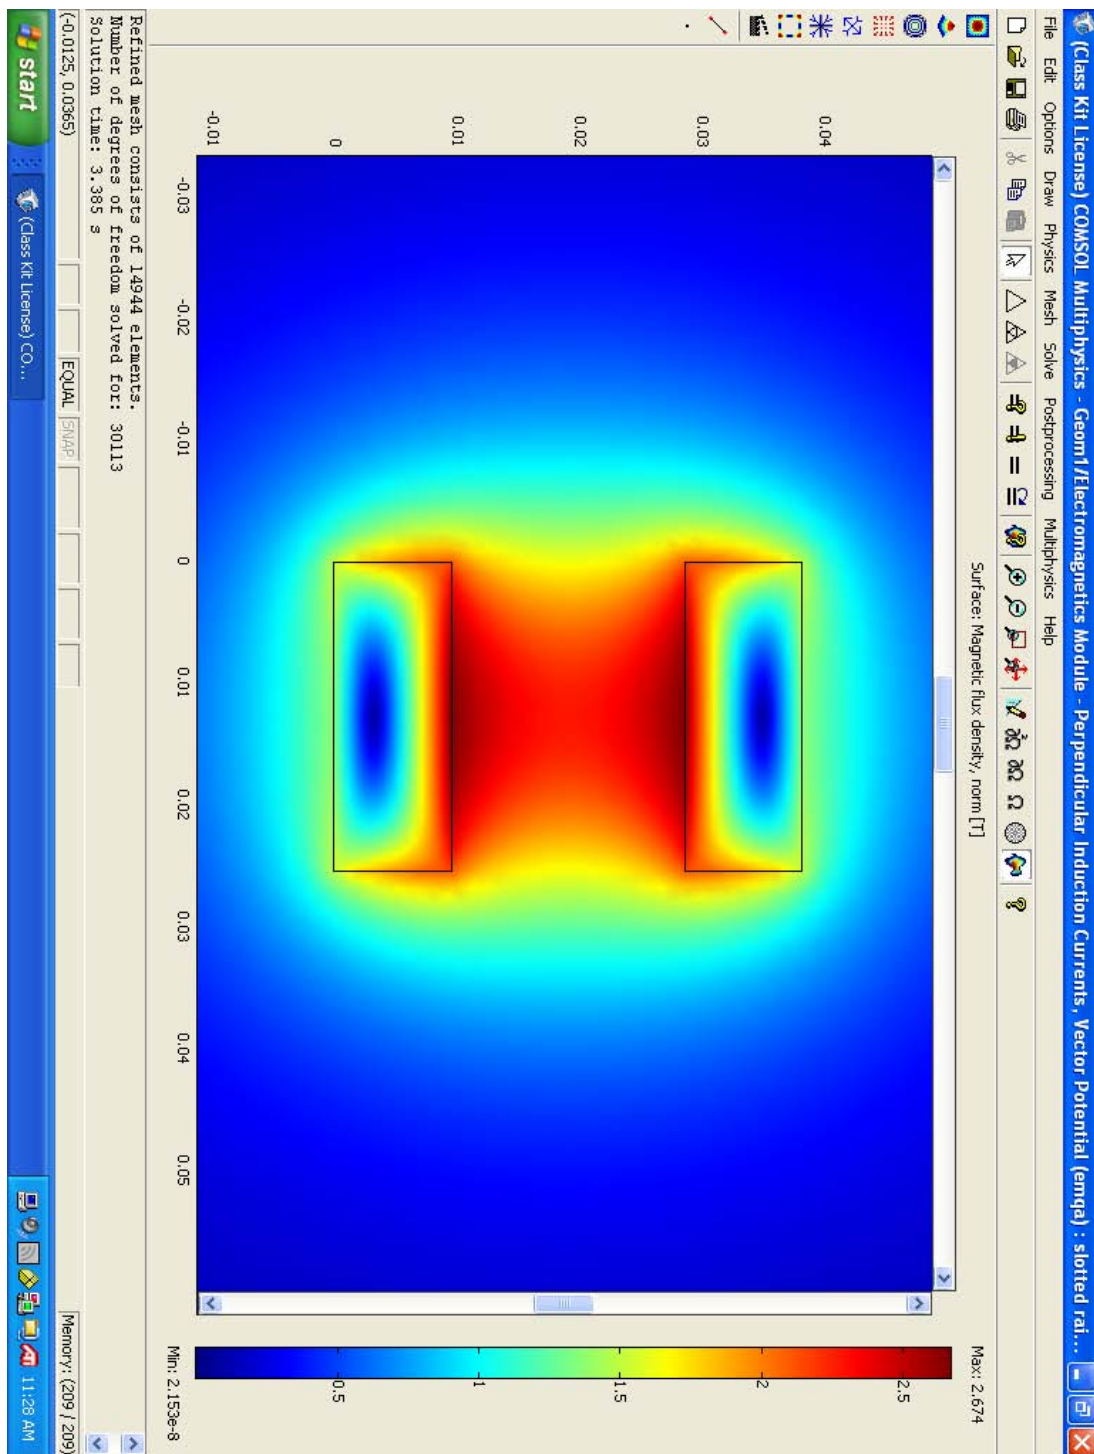 (Class Kit License) COMSOL Multiphysics - Geom1/Electromagnetics Module - Perpendicular Induction Currents, Vector Potential (emqa) : slotted rai...
File Edit Options Draw Physics Mesh Solve Postprocessing Multiphysics Help
Surface: Magnetic flux density, norm [T]
Max: 2.674
0.04
0.03
0.02
0.01
0
-0.01
2.5
2
1.5
1
0.5
-0.03 -0.02 -0.01 0 0.01 0.02 0.03 0.04 0.05
Min: 2.153e-8
Refined mesh consists of 14944 elements.
Number of degrees of freedom solved for: 30113
Solution time: 3.385 s
(-0.0125, 0.0365) EQUAL SNAP Memory: (209 / 209)
start (Class Kit License) CO... 11:28 AM